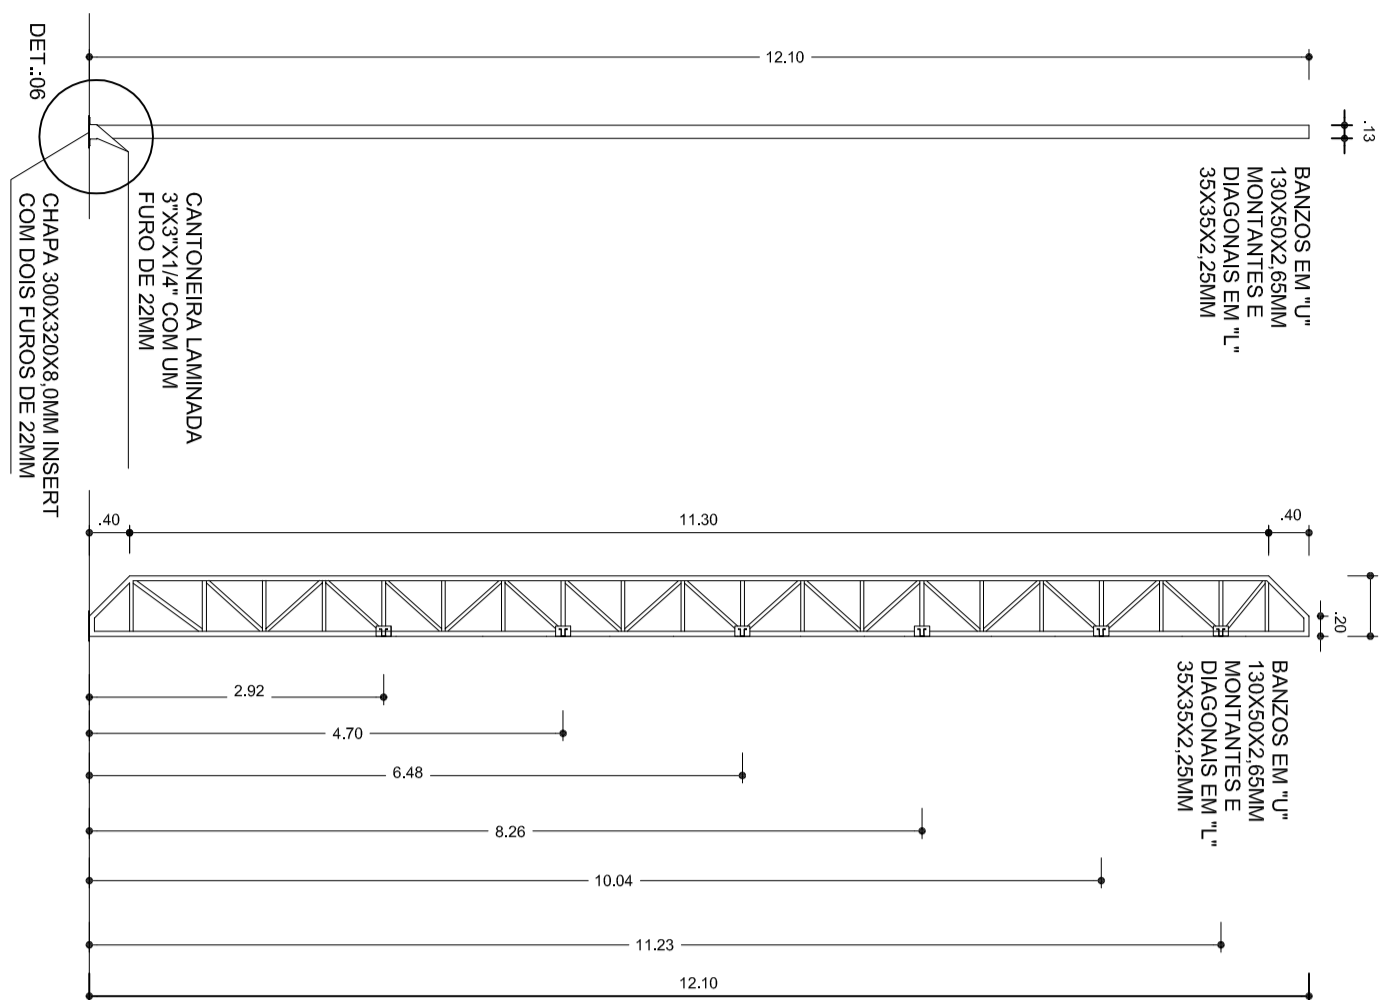 12.10
.13
DET.:06
BANZOS EM "U"
130X50X2,65MM
MONTANTES E
DIAGONAIS EM "L"
35X35X2,25MM
CANTONEIRA LAMINADA
3"X3"X1/4" COM UM
FURO DE 22MM
CHAPA 300X320X8,0MM INSERT
COM DOIS FUROS DE 22MM
.40
11.30
.40
.20
BANZOS EM "U"
130X50X2,65MM
MONTANTES E
DIAGONAIS EM "L"
35X35X2,25MM
2.92
4.70
6.48
8.26
10.04
11.23
12.10